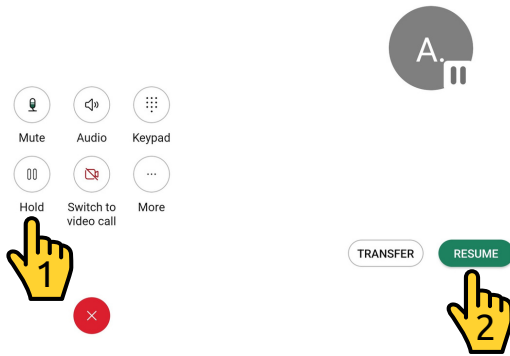 A.
Mute Audio Keypad
Hold Switch to video call More
TRANSFER RESUME
1
2